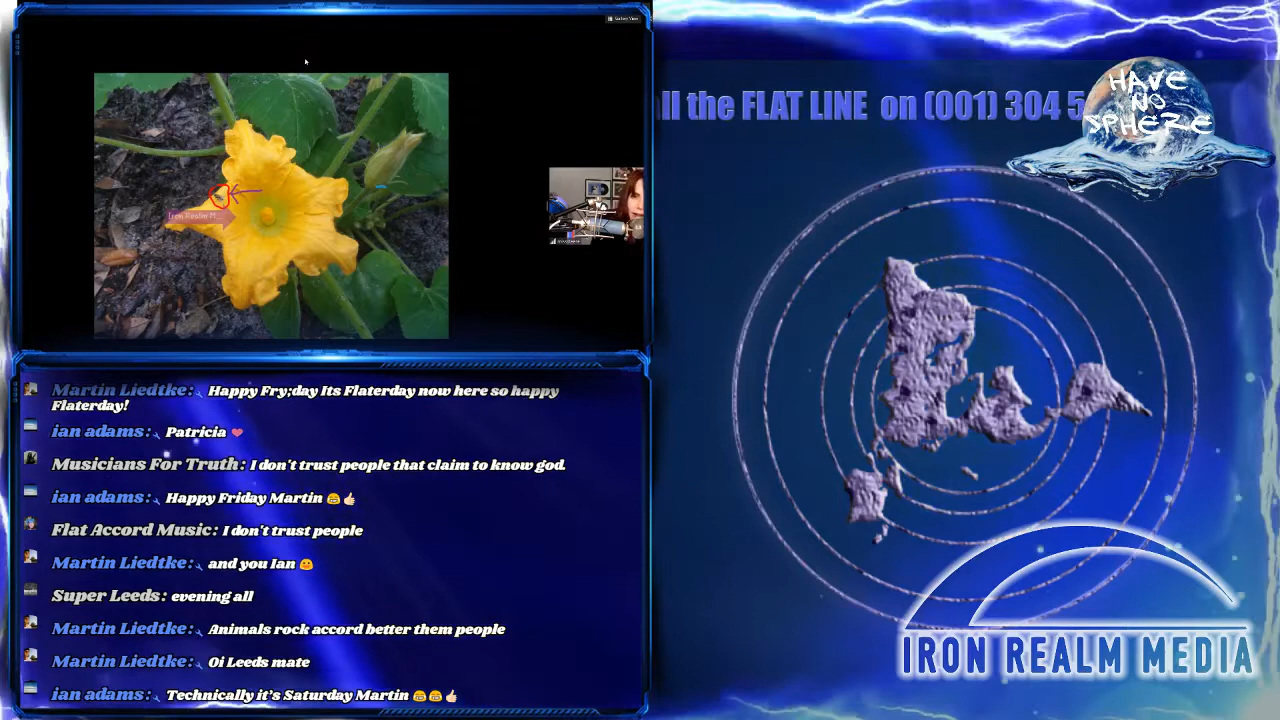 ll the FLAT LINE on (001) 304 5
HAVE
NO
SPHERE
Iron Realm M...
Martin Liedtke: Happy Fry;day Its Flaterday now here so happy
Flaterday!
ian adams: Patricia ❤
Musicians For Truth: I don't trust people that claim to know god.
ian adams: Happy Friday Martin 😂👍🏻
Flat Accord Music: I don't trust people
Martin Liedtke: and you Ian 😀
Super Leeds: evening all
Martin Liedtke: Animals rock accord better them people
Martin Liedtke: Oi Leeds mate
ian adams: Technically it's Saturday Martin 😂😂👍🏻
IRON REALM MEDIA